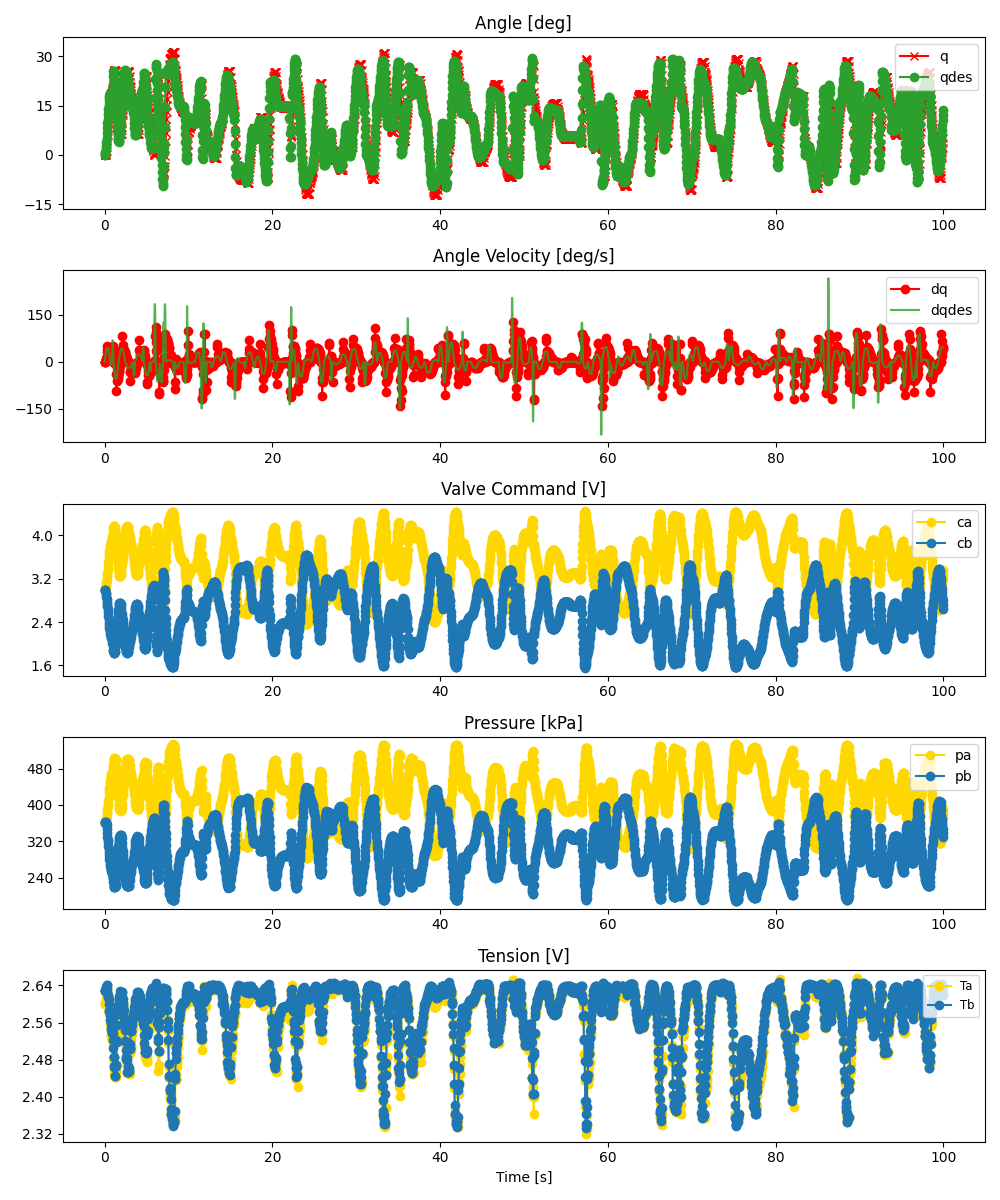 Angle [deg]
30
15
0
−15
q
qdes
0 20 40 60 80 100
Angle Velocity [deg/s]
150
0
−150
dq
dqdes
0 20 40 60 80 100
Valve Command [V]
4.0
3.2
2.4
1.6
ca
cb
0 20 40 60 80 100
Pressure [kPa]
480
400
320
240
pa
pb
0 20 40 60 80 100
Tension [V]
2.64
2.56
2.48
2.40
2.32
Ta
Tb
0 20 40 60 80 100
Time [s]